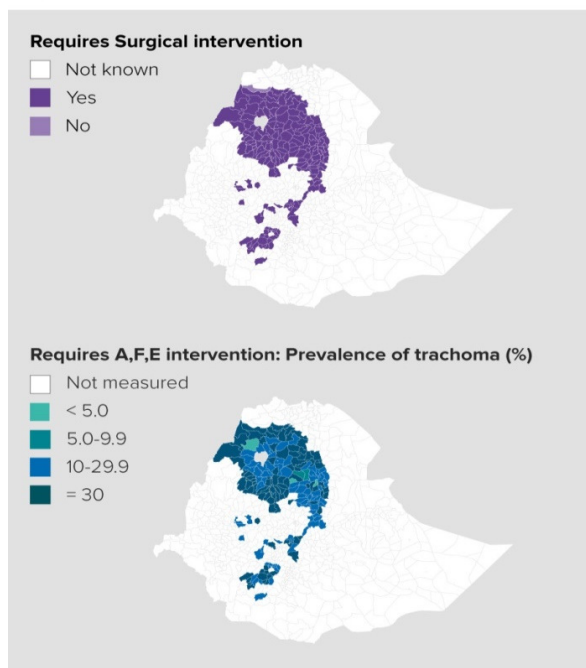 Requires Surgical intervention
Not known
Yes
No
Requires A,F,E intervention: Prevalence of trachoma (%)
Not measured
< 5.0
5.0-9.9
10-29.9
= 30